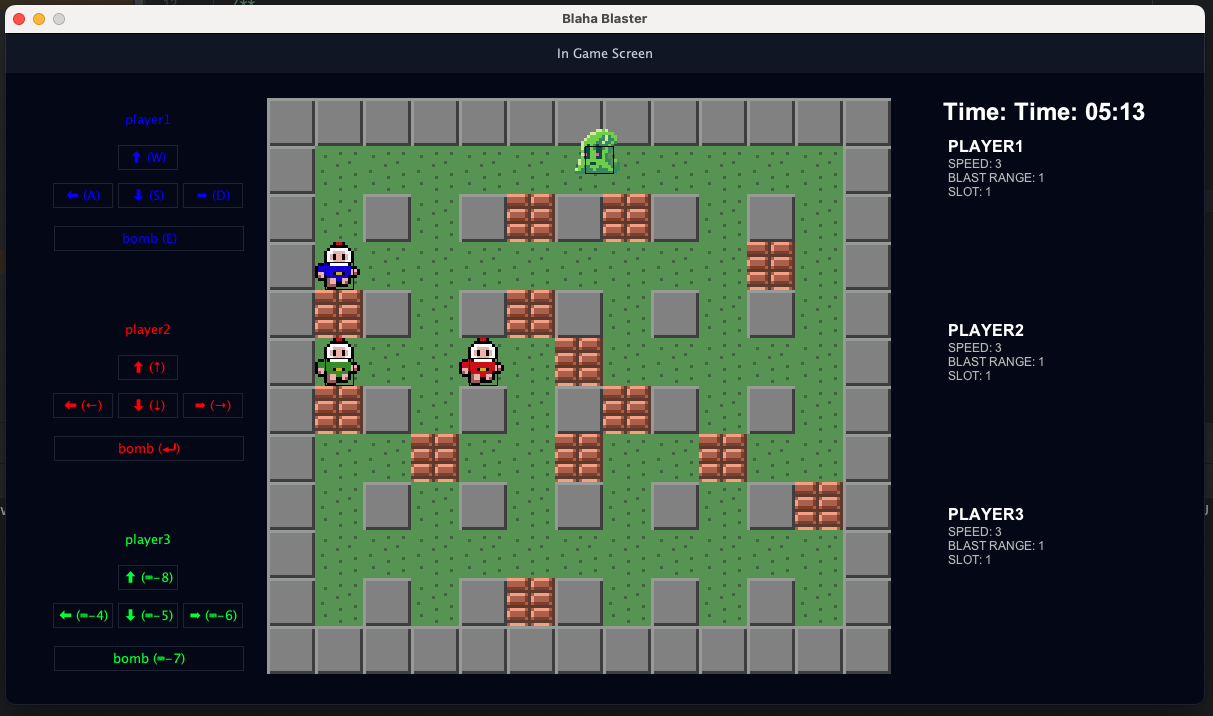 Blaha Blaster
In Game Screen
player1
⬆ (W)
⬅ (A) ⬇ (S) ➡ (D)
bomb (E)
player2
⬆ (↑)
⬅ (←) ⬇ (↓) ➡ (→)
bomb (⏎)
player3
⬆ (⌨-8)
⬅ (⌨-4) ⬇ (⌨-5) ➡ (⌨-6)
bomb (⌨-7)
Time: Time: 05:13
PLAYER1
SPEED: 3
BLAST RANGE: 1
SLOT: 1
PLAYER2
SPEED: 3
BLAST RANGE: 1
SLOT: 1
PLAYER3
SPEED: 3
BLAST RANGE: 1
SLOT: 1